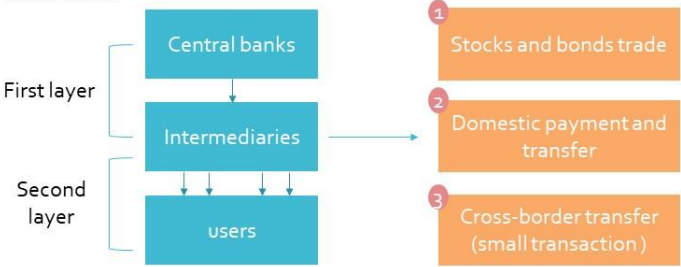 First layer
Second
layer
Central banks
Intermediaries
users
1
Stocks and bonds trade
2
Domestic payment and
transfer
3
Cross-border transfer
(small transaction )